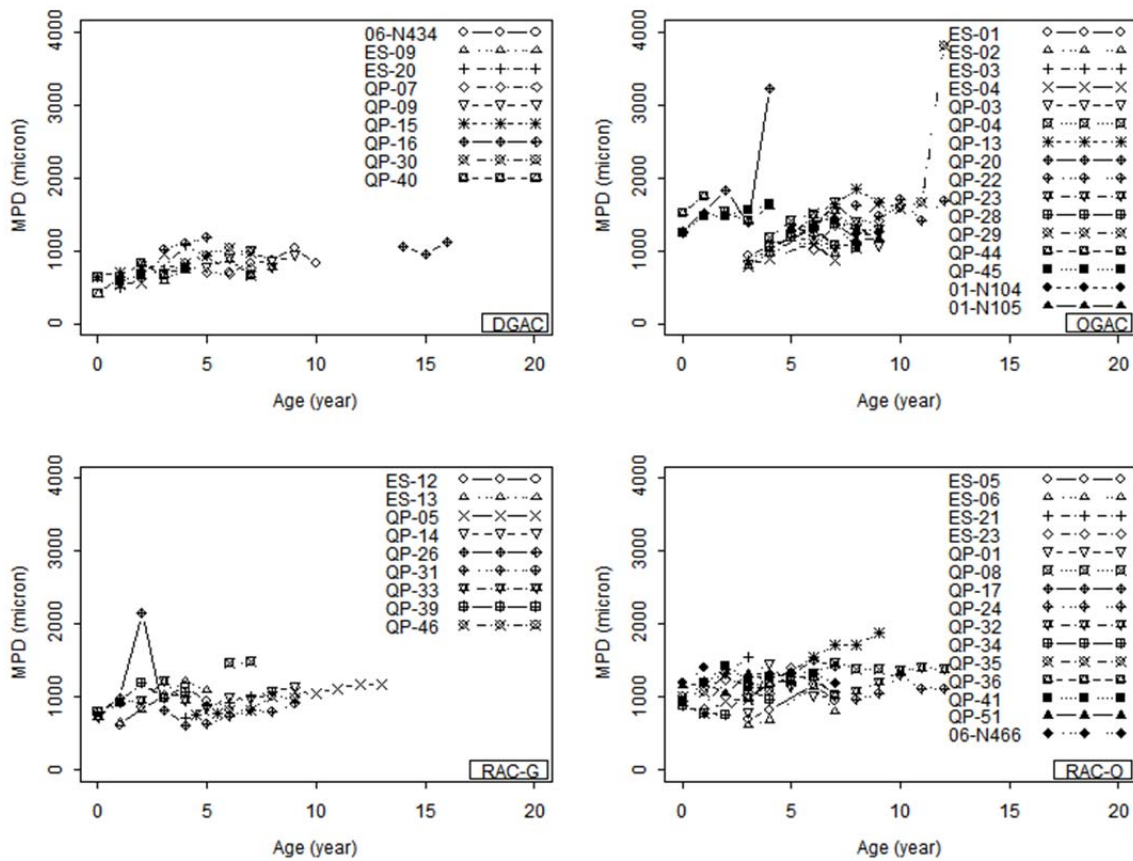 MPD (micron)
0 1000 2000 3000 4000
06-N434
ES-09
ES-20
QP-07
QP-09
QP-15
QP-16
QP-30
QP-40
DGAC
0 5 10 15 20
Age (year)
MPD (micron)
0 1000 2000 3000 4000
ES-01
ES-02
ES-03
ES-04
QP-03
QP-04
QP-13
QP-20
QP-22
QP-23
QP-28
QP-29
QP-44
QP-45
01-N104
01-N105
OGAC
0 5 10 15 20
Age (year)
MPD (micron)
0 1000 2000 3000 4000
ES-12
ES-13
QP-05
QP-14
QP-26
QP-31
QP-33
QP-39
QP-46
RAC-G
0 5 10 15 20
Age (year)
MPD (micron)
0 1000 2000 3000 4000
ES-05
ES-06
ES-21
ES-23
QP-01
QP-08
QP-17
QP-24
QP-32
QP-34
QP-35
QP-36
QP-41
QP-51
06-N466
RAC-O
0 5 10 15 20
Age (year)